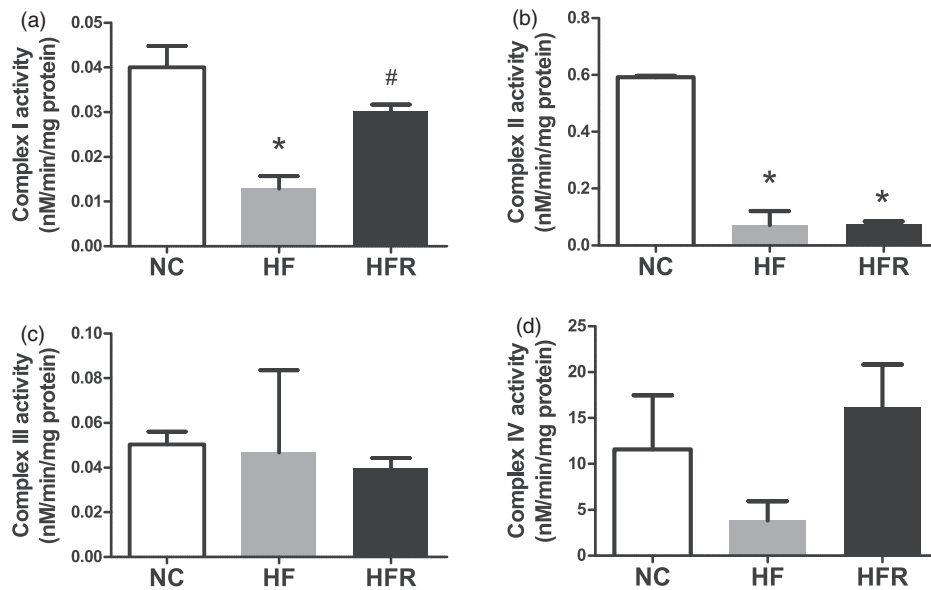 (a)
Complex I activity
(nM/min/mg protein)
0.05
0.04
0.03
0.02
0.01
0.00
*
#
NC HF HFR
(b)
Complex II activity
(nM/min/mg protein)
0.8
0.6
0.4
0.2
0.0
*
*
NC HF HFR
(c)
Complex III activity
(nM/min/mg protein)
0.10
0.08
0.06
0.04
0.02
0.00
NC HF HFR
(d)
Complex IV activity
(nM/min/mg protein)
25
20
15
10
5
0
NC HF HFR